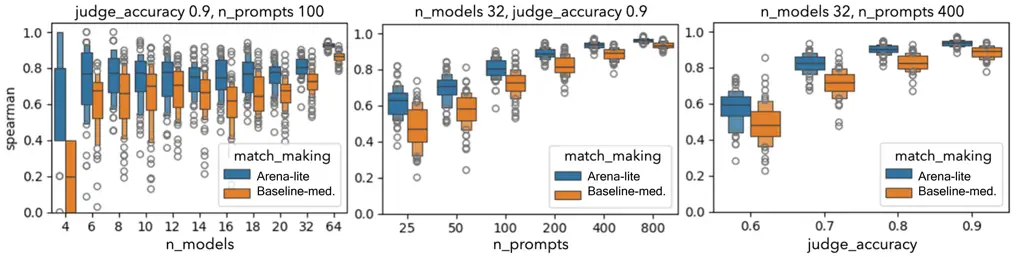 judge_accuracy 0.9, n_prompts 100
spearman
1.0
0.8
0.6
0.4
0.2
0.0
match_making
Arena-lite
Baseline-med.
4 6 8 10 12 14 16 18 20 32 64
n_models
n_models 32, judge_accuracy 0.9
1.0
0.8
0.6
0.4
0.2
0.0
match_making
Arena-lite
Baseline-med.
25 50 100 200 400 800
n_prompts
n_models 32, n_prompts 400
1.0
0.8
0.6
0.4
0.2
0.0
match_making
Arena-lite
Baseline-med.
0.6 0.7 0.8 0.9
judge_accuracy